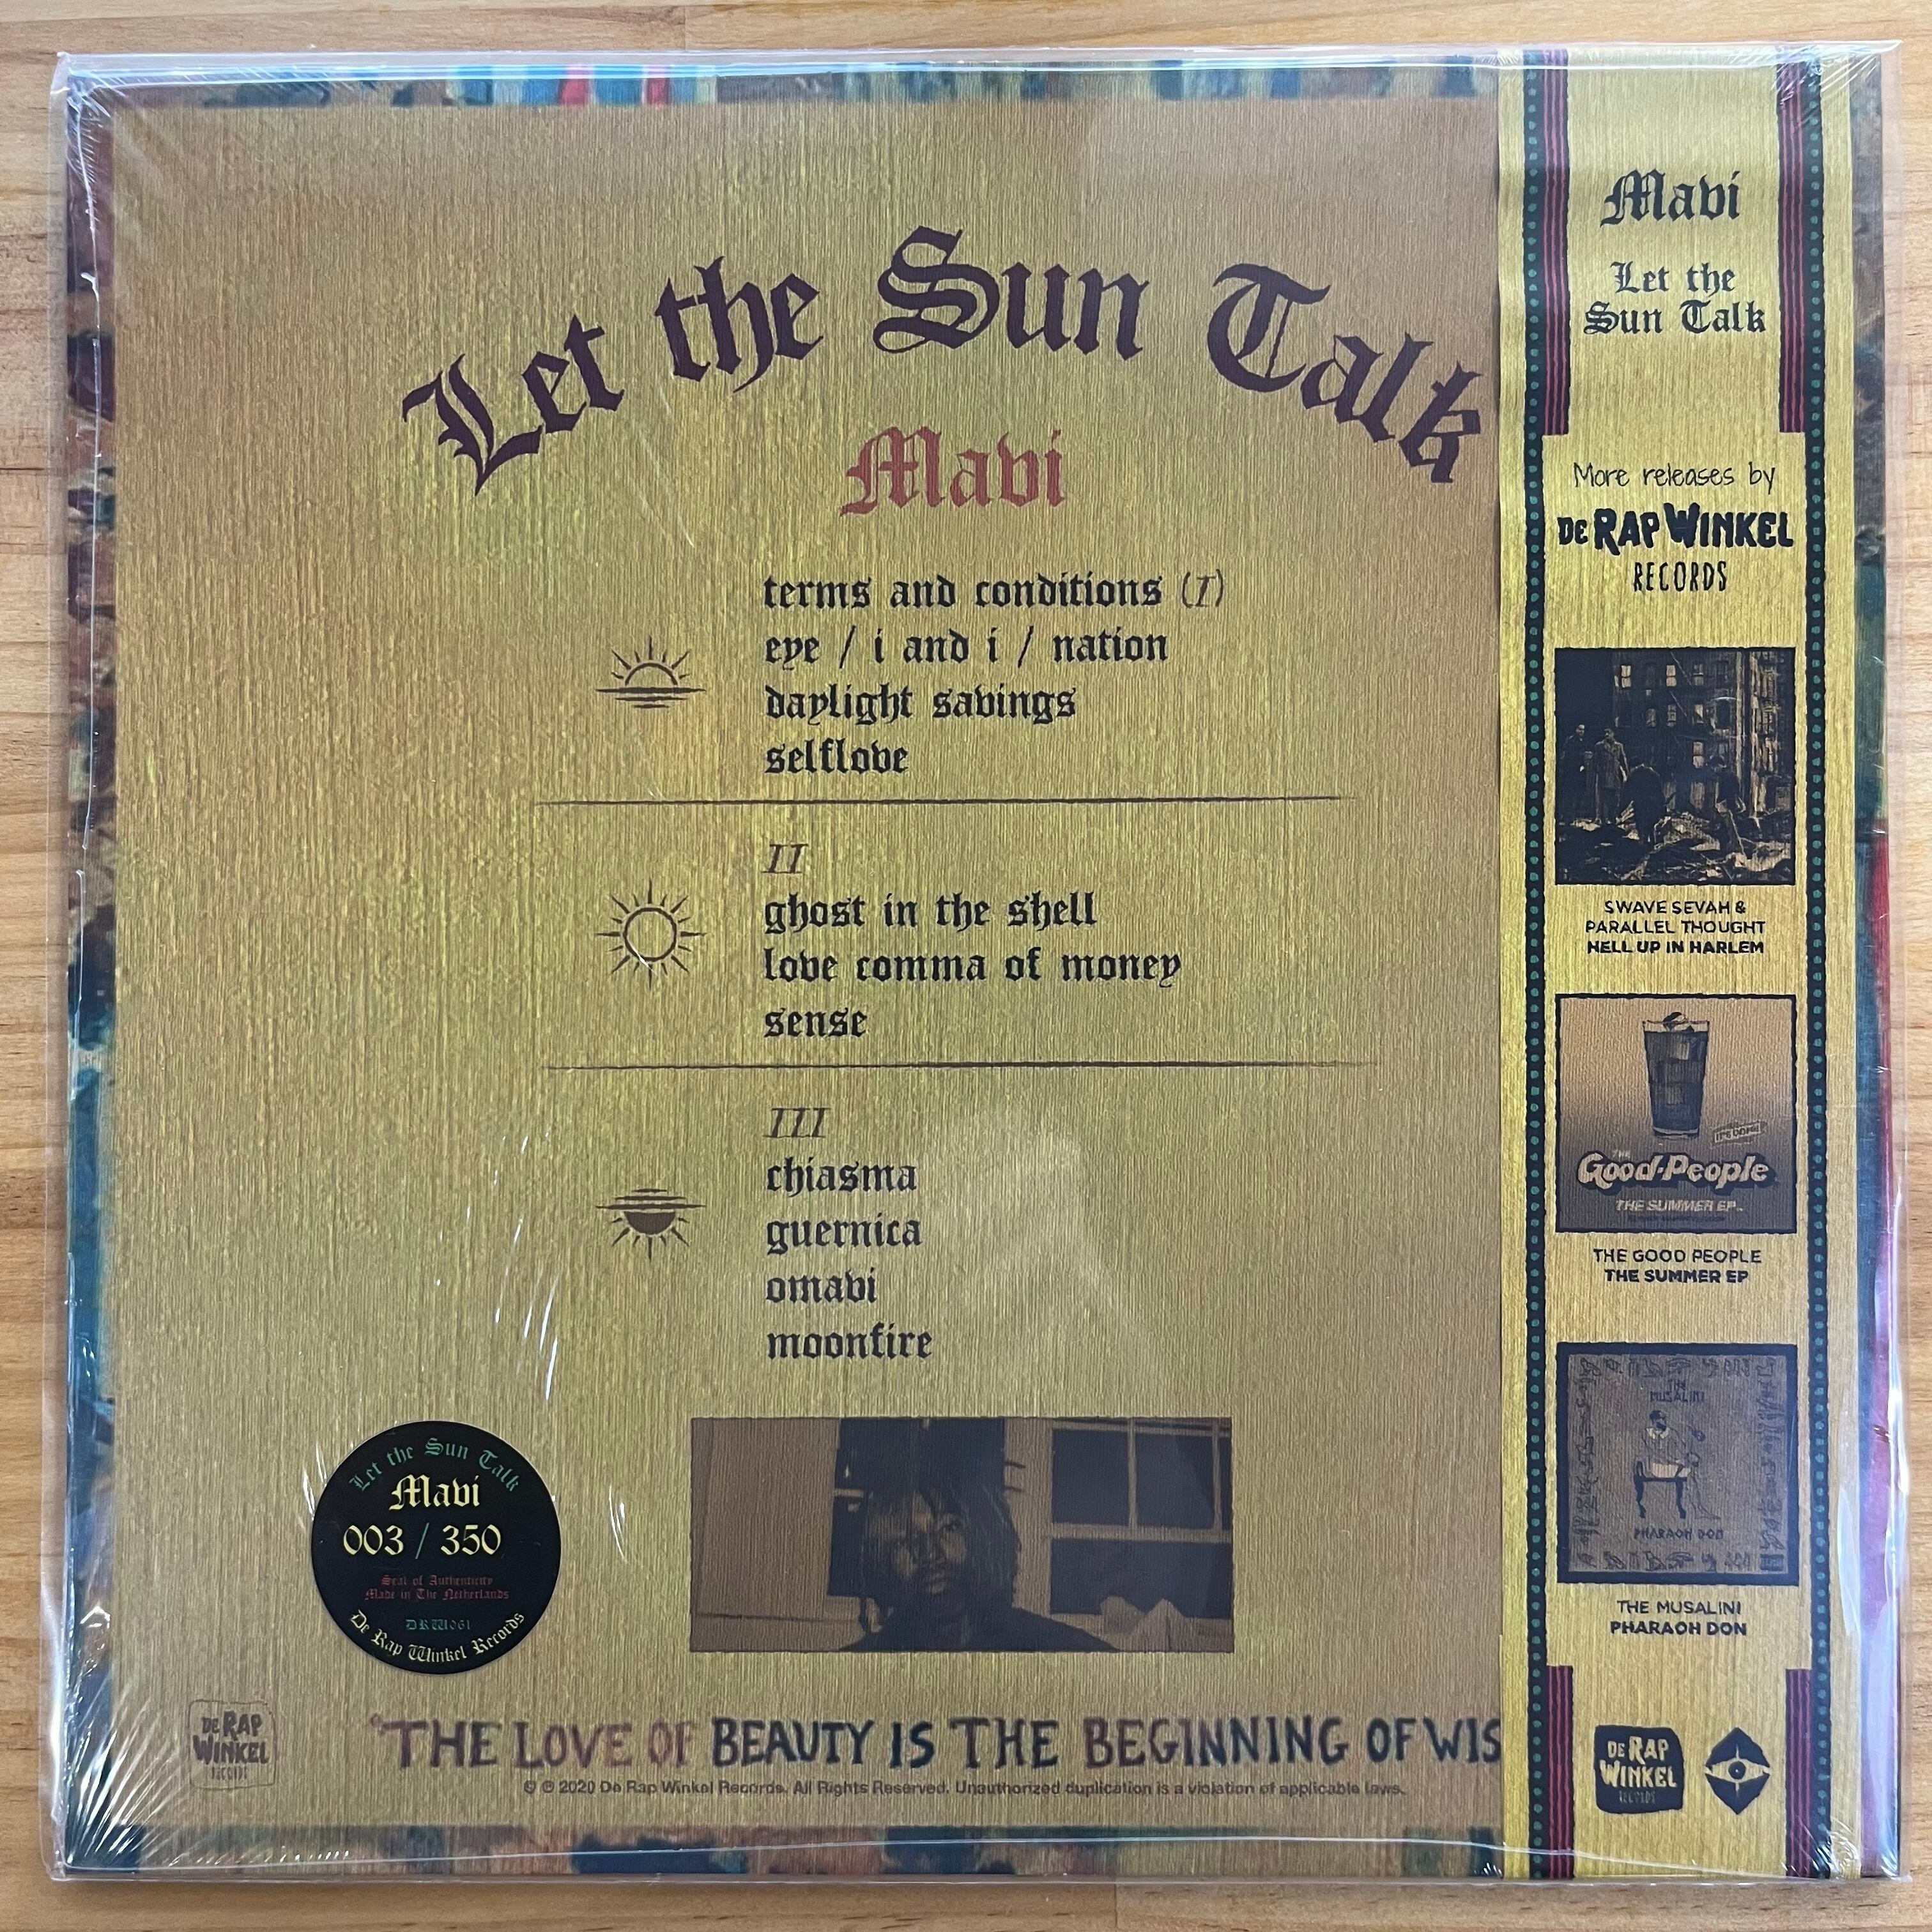 Let the Sun Talk
Mavi
terms and conditions (I)
eye / i and i / nation
daylight savings
selflove
II
ghost in the shell
love comma of money
sense
III
chiasma
guernica
omavi
moonfire
Let the Sun Talk
Mavi
003 / 350
Seal of Authenticity
Made in The Netherlands
DRW061
De Rap Winkel Records
DE RAP
WINKEL
RECORDS
"THE LOVE OF BEAUTY IS THE BEGINNING OF WIS
© ℗ 2020 De Rap Winkel Records. All Rights Reserved. Unauthorized duplication is a violation of applicable laws.
Mavi
Let the
Sun Talk
More releases by
DE RAP WINKEL
RECORDS
SWAVE SEVAH &
PARALLEL THOUGHT
HELL UP IN HARLEM
THE
Good-People
THE SUMMER EP
THE GOOD PEOPLE
THE SUMMER EP
THE
MUSALINI
PHARAOH DON
THE MUSALINI
PHARAOH DON
DE RAP
WINKEL
RECORDS